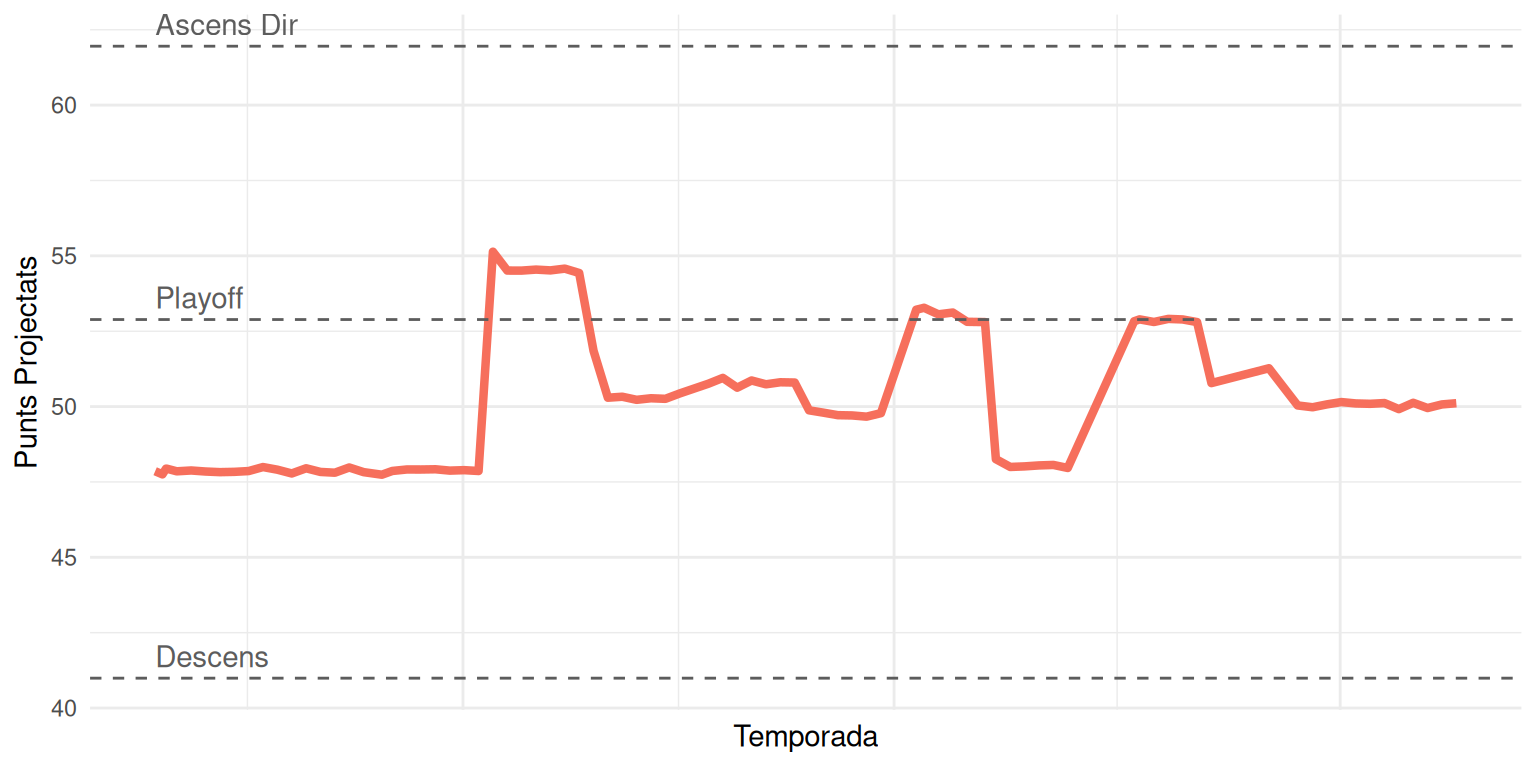 Ascens Dir
60
55
Playoff
50
45
Descens
40
Punts Projectats
Temporada